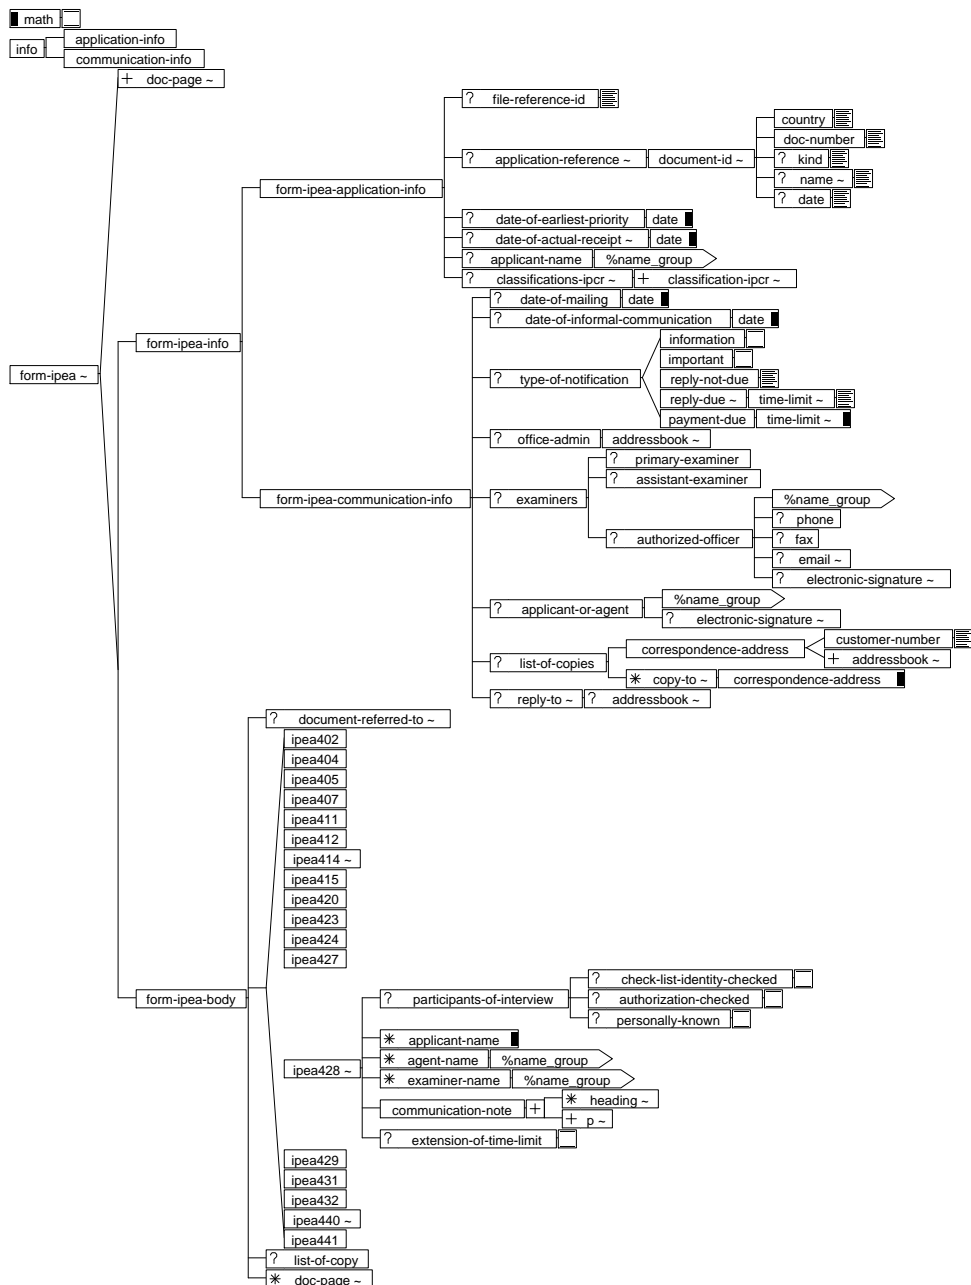 math
info
application-info
communication-info
+ doc-page ~
? file-reference-id
? application-reference ~
document-id ~
country
doc-number
? kind
? name ~
? date
form-ipea-application-info
? date-of-earliest-priority
date
? date-of-actual-receipt ~
date
? applicant-name
%name_group
? classifications-ipcr ~
+ classification-ipcr ~
form-ipea ~
form-ipea-info
? date-of-mailing
date
? date-of-informal-communication
date
? type-of-notification
information
important
reply-not-due
reply-due ~
time-limit ~
payment-due
time-limit ~
? office-admin
addressbook ~
form-ipea-communication-info
? examiners
? primary-examiner
? assistant-examiner
? authorized-officer
%name_group
? phone
? fax
? email ~
? electronic-signature ~
? applicant-or-agent
%name_group
? electronic-signature ~
? list-of-copies
correspondence-address
customer-number
+ addressbook ~
* copy-to ~
correspondence-address
? reply-to ~
? addressbook ~
form-ipea-body
? document-referred-to ~
ipea402
ipea404
ipea405
ipea407
ipea411
ipea412
ipea414 ~
ipea415
ipea420
ipea423
ipea424
ipea427
ipea428 ~
? participants-of-interview
? check-list-identity-checked
? authorization-checked
? personally-known
* applicant-name
* agent-name
%name_group
* examiner-name
%name_group
communication-note
+
* heading ~
+ p ~
? extension-of-time-limit
ipea429
ipea431
ipea432
ipea440 ~
ipea441
? list-of-copy
* doc-page ~